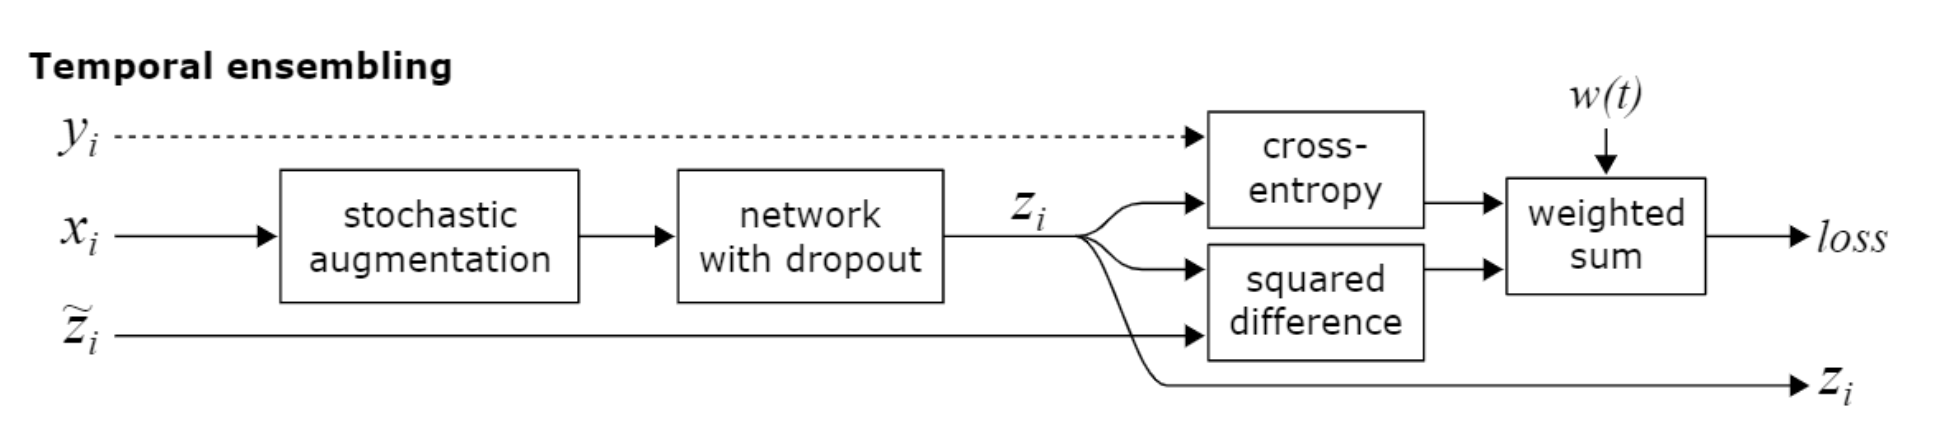 Temporal ensembling
y_i
x_i
z̃_i
stochastic
augmentation
network
with dropout
z_i
cross-
entropy
squared
difference
w(t)
weighted
sum
loss
z_i